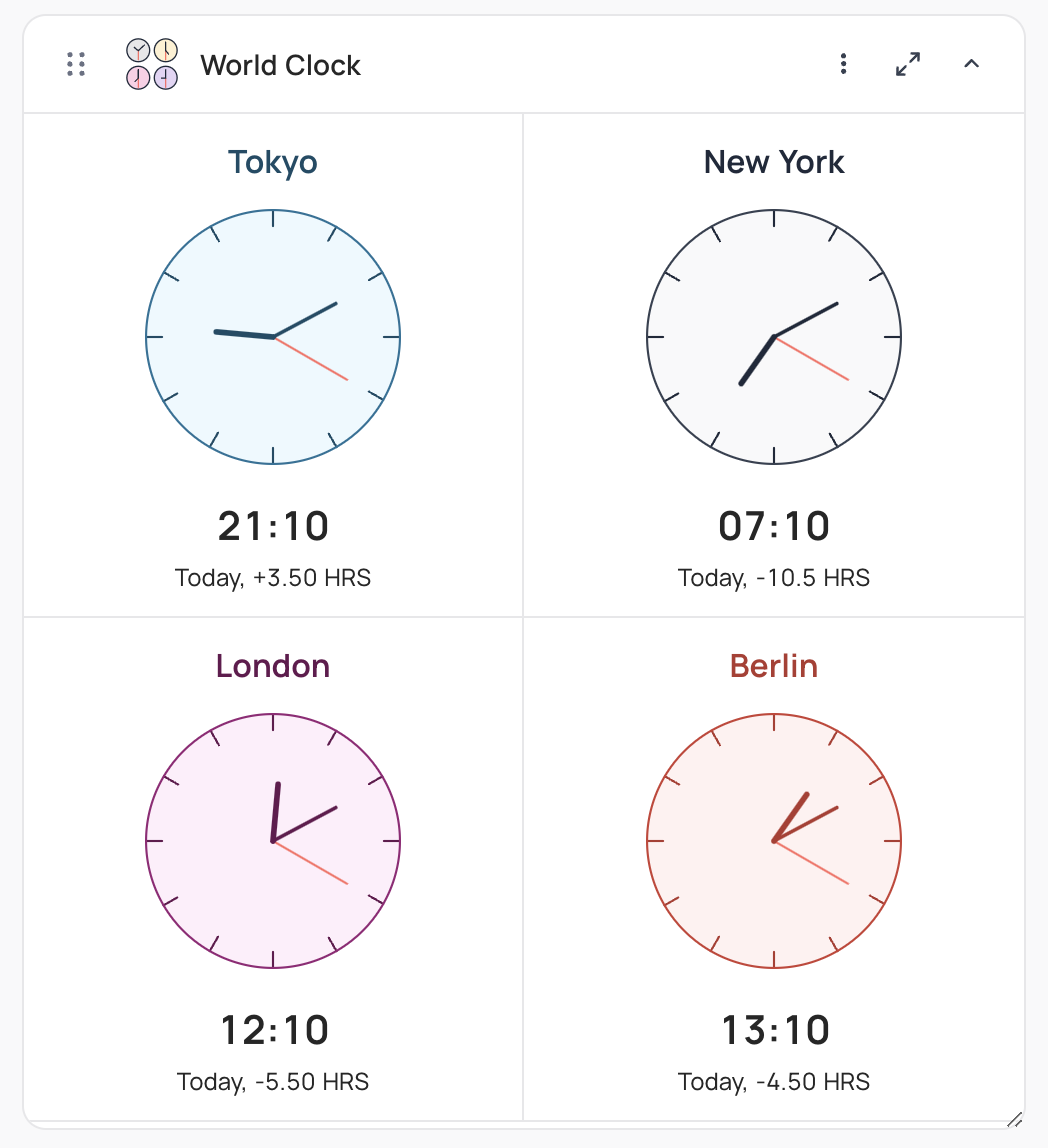 World Clock
Tokyo
21:10
Today, +3.50 HRS
New York
07:10
Today, -10.5 HRS
London
12:10
Today, -5.50 HRS
Berlin
13:10
Today, -4.50 HRS